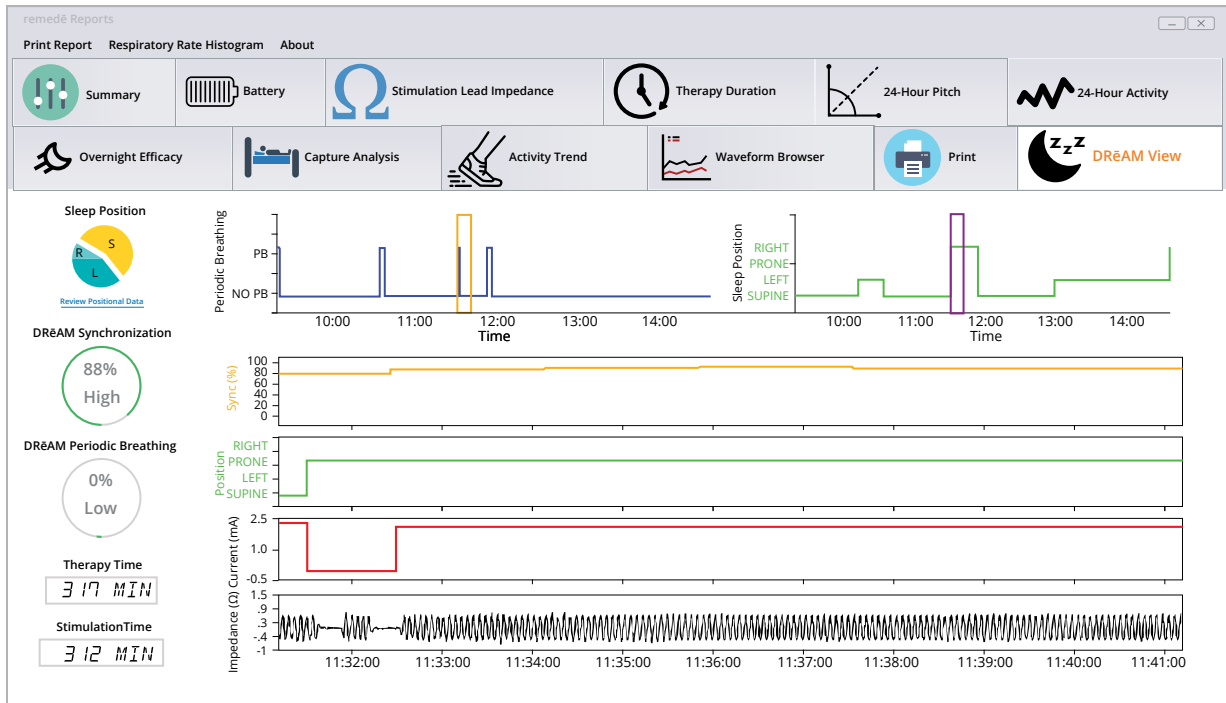 remedē Reports
Print Report Respiratory Rate Histogram About
Summary Battery Ω Stimulation Lead Impedance Therapy Duration 24-Hour Pitch 24-Hour Activity
Overnight Efficacy Capture Analysis Activity Trend Waveform Browser Print zzZ DRēAM View
Sleep Position
S
R
L
Review Positional Data
DRēAM Synchronization
88%
High
DRēAM Periodic Breathing
0%
Low
Therapy Time
317 MIN
StimulationTime
312 MIN
Periodic Breathing
PB
NO PB
10:00 11:00 12:00 13:00 14:00
Time
Sleep Position
RIGHT
PRONE
LEFT
SUPINE
10:00 11:00 12:00 13:00 14:00
Time
Sync (%)
100
80
60
40
20
0
Position
RIGHT
PRONE
LEFT
SUPINE
Current (mA)
2.5
1.0
-0.5
Impedance (Ω)
1.5
.9
.3
-.4
-1
11:32:00 11:33:00 11:34:00 11:35:00 11:36:00 11:37:00 11:38:00 11:39:00 11:40:00 11:41:00